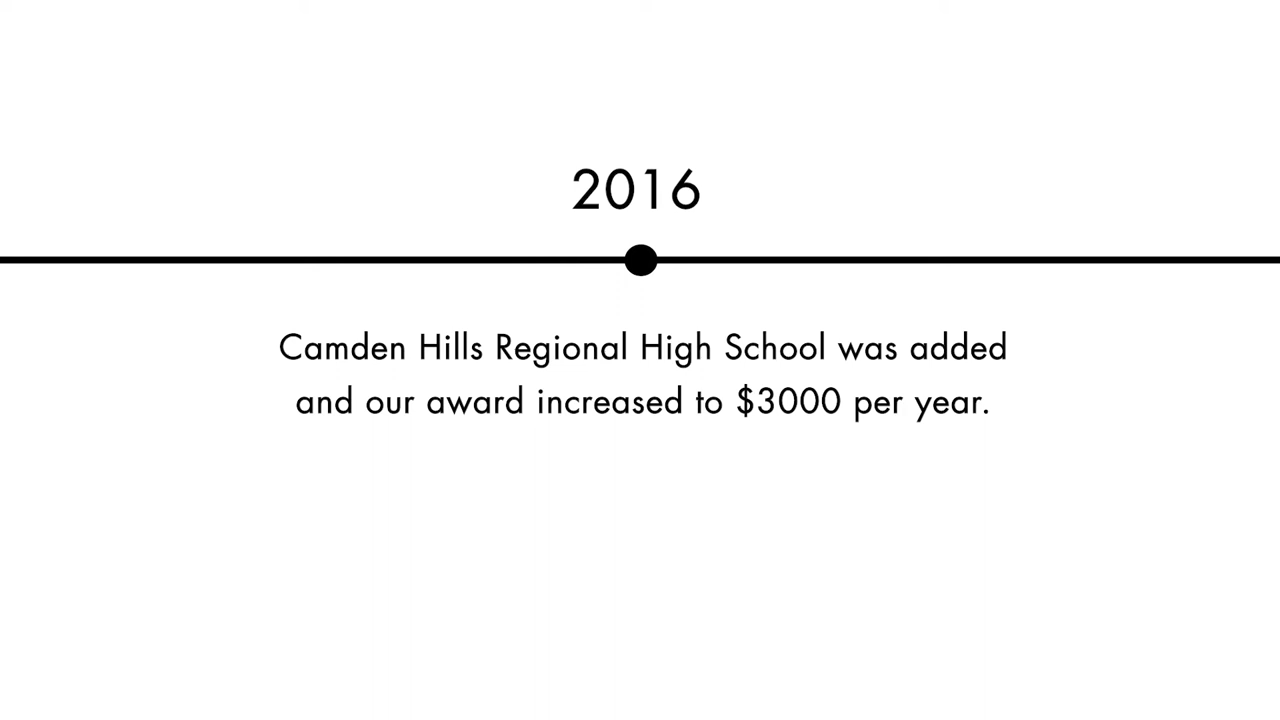 2016
Camden Hills Regional High School was added
and our award increased to $3000 per year.